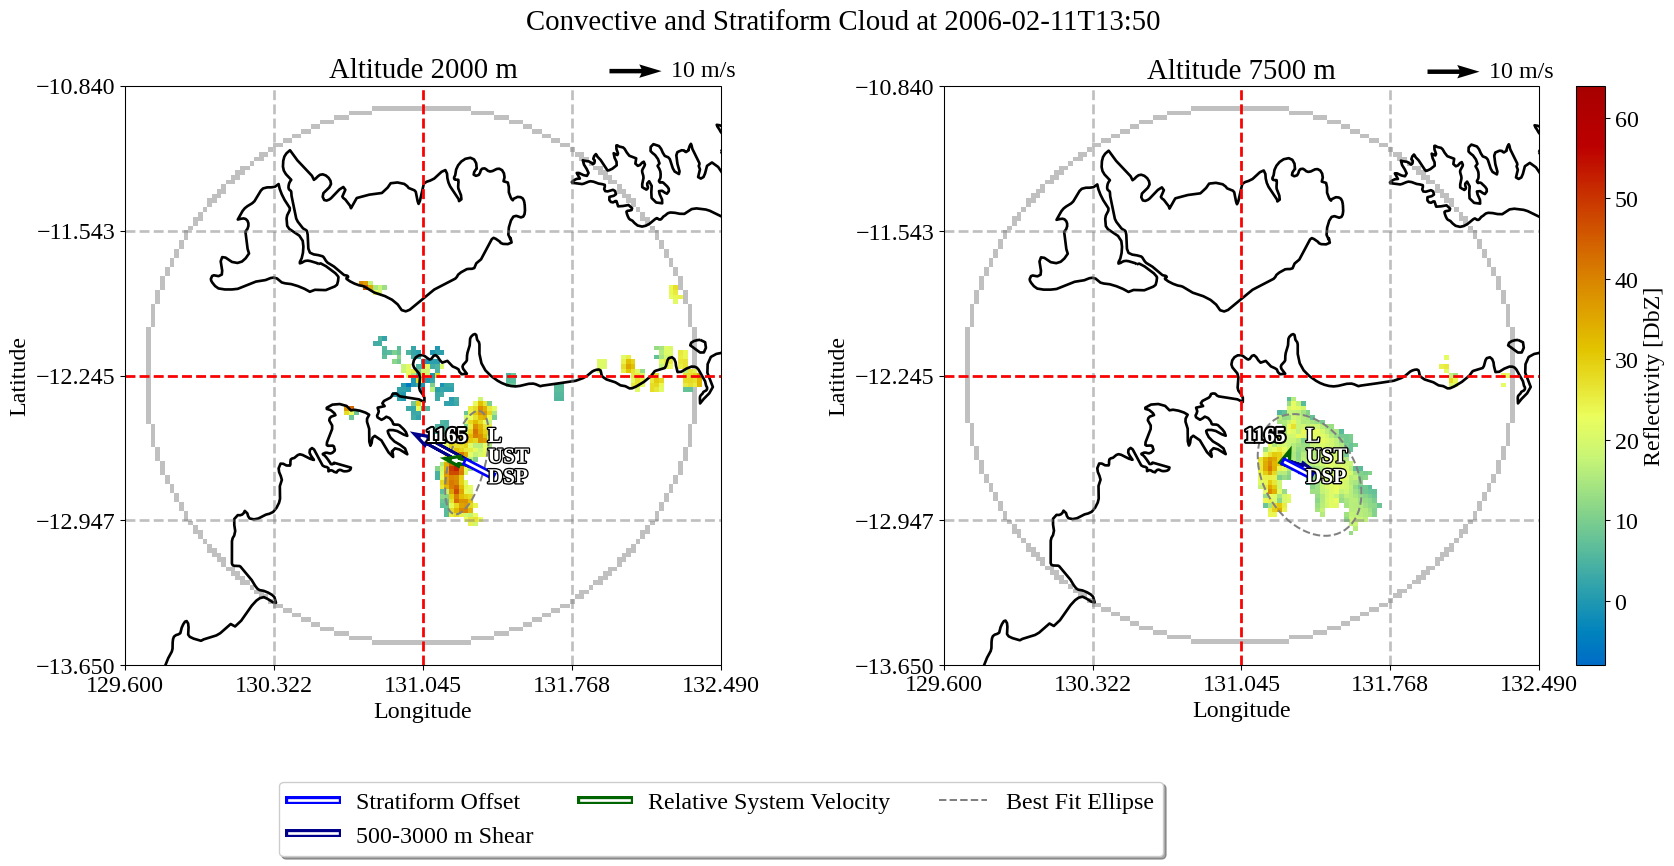 Convective and Stratiform Cloud at 2006-02-11T13:50
Altitude 2000 m
10 m/s
Altitude 7500 m
10 m/s
−10.840
−11.543
−12.245
−12.947
−13.650
Latitude
129.600
130.322
131.045
131.768
132.490
Longitude
1165
L
UST
DSP
−10.840
−11.543
−12.245
−12.947
−13.650
Latitude
129.600
130.322
131.045
131.768
132.490
Longitude
1165
L
UST
DSP
60
50
40
30
20
10
0
Reflectivity [DbZ]
Stratiform Offset
Relative System Velocity
Best Fit Ellipse
500-3000 m Shear